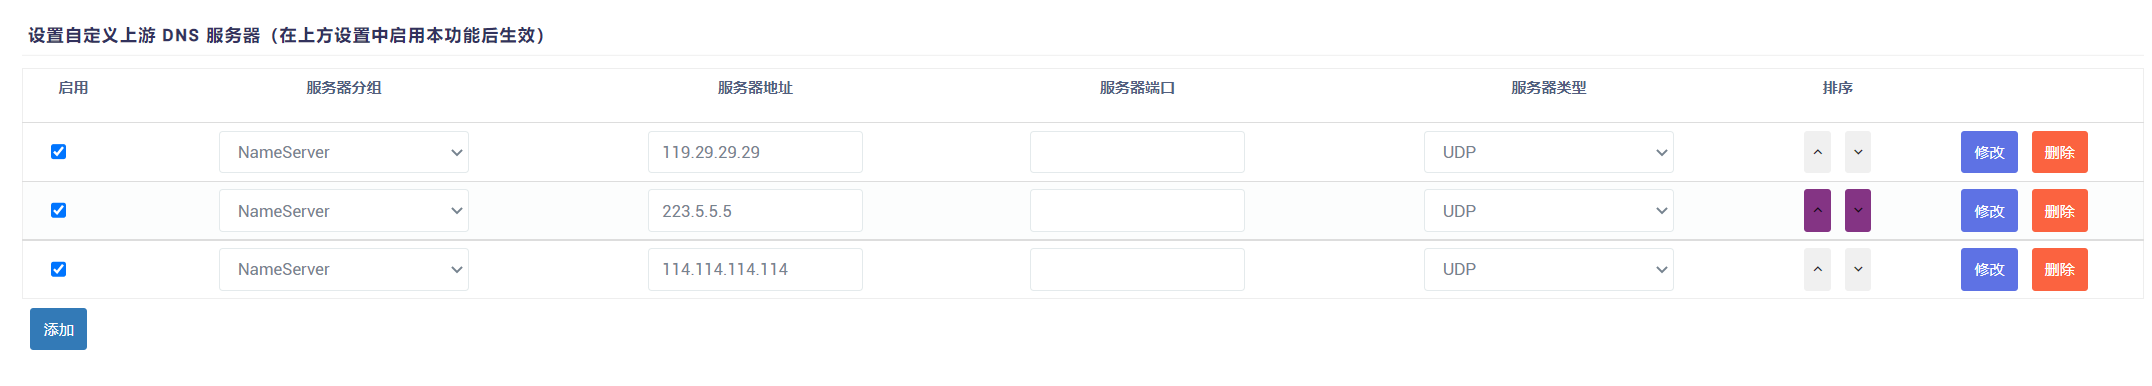 设置自定义上游 DNS 服务器（在上方设置中启用本功能后生效）
启用 服务器分组 服务器地址 服务器端口 服务器类型 排序
NameServer 119.29.29.29 UDP 修改 删除
NameServer 223.5.5.5 UDP 修改 删除
NameServer 114.114.114.114 UDP 修改 删除
添加